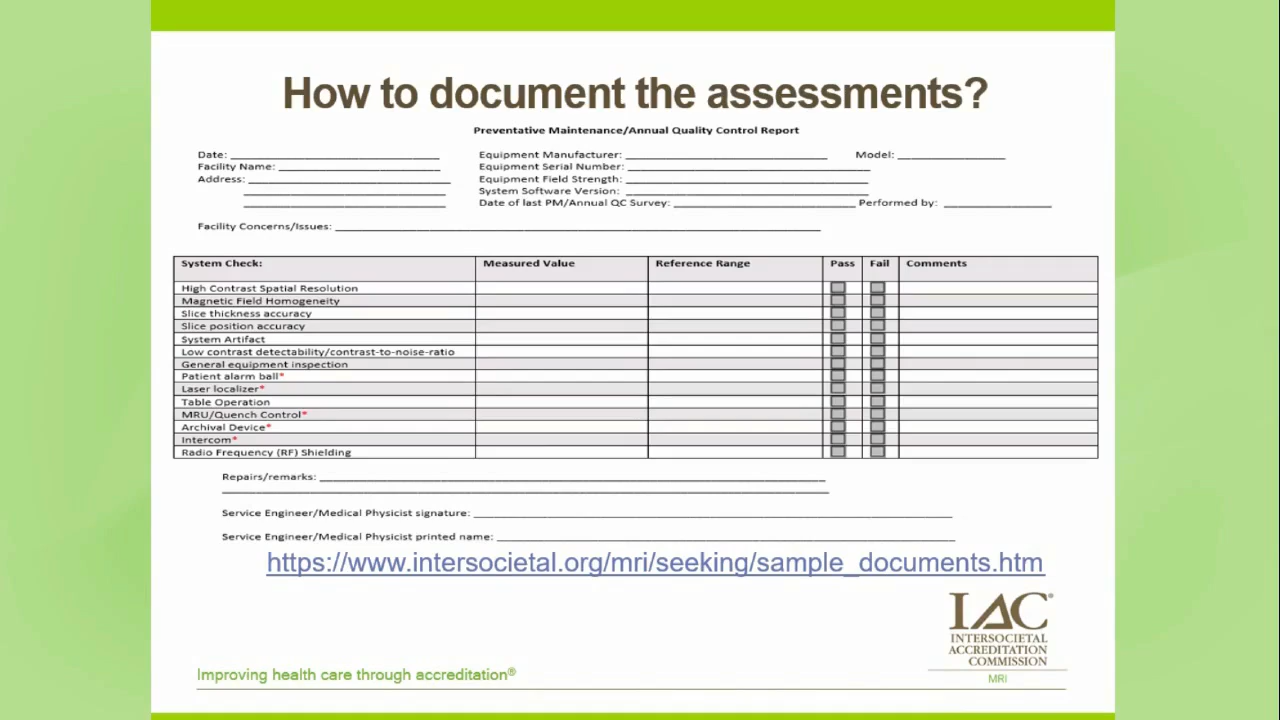 How to document the assessments?
Preventative Maintenance/Annual Quality Control Report
Date: Equipment Manufacturer: Model:
Facility Name: Equipment Serial Number:
Address: Equipment Field Strength:
System Software Version:
Date of last PM/Annual QC Survey: Performed by:
Facility Concerns/Issues:
System Check: Measured Value Reference Range Pass Fail Comments
High Contrast Spatial Resolution
Magnetic Field Homogeneity
Slice thickness accuracy
Slice position accuracy
System Artifact
Low contrast detectability/contrast-to-noise-ratio
General equipment inspection
Patient alarm ball*
Laser localizer*
Table Operation
MRU/Quench Control*
Archival Device*
Intercom*
Radio Frequency (RF) Shielding
Repairs/remarks:
Service Engineer/Medical Physicist signature:
Service Engineer/Medical Physicist printed name:
https://www.intersocietal.org/mri/seeking/sample_documents.htm
IAC®
INTERSOCIETAL
ACCREDITATION
COMMISSION
MRI
Improving health care through accreditation®